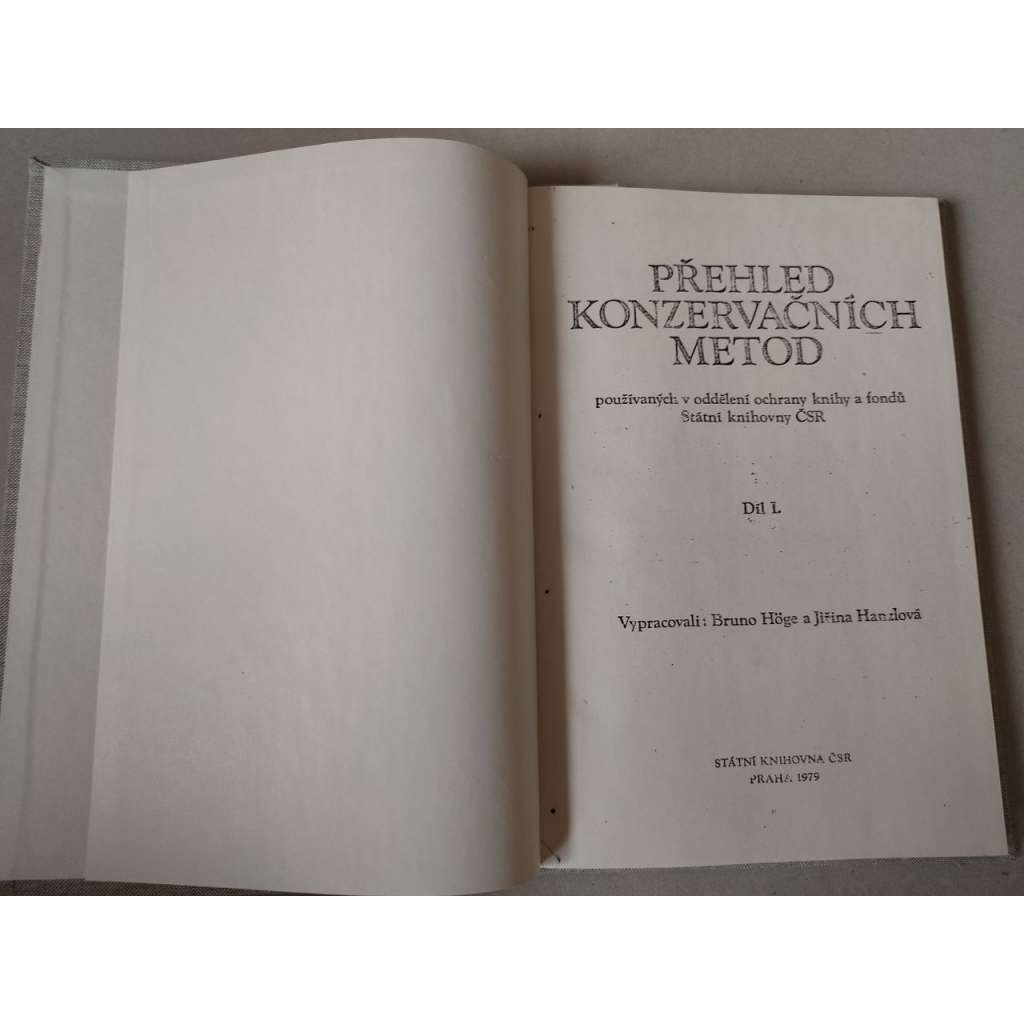 PŘEHLED
KONZERVAČNÍCH
METOD
používaných v oddělení ochrany knihy a fondů
Státní knihovny ČSR
Díl I.
Vypracovali: Bruno Höge a Jiřina Hanzlová
STÁTNÍ KNIHOVNA ČSR
PRAHA 1979